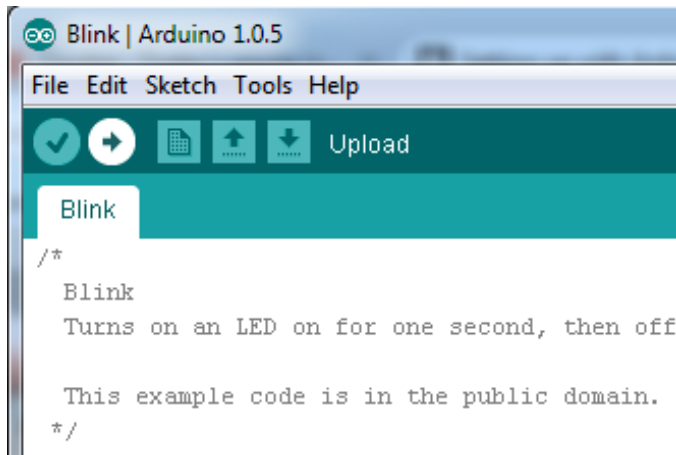 Blink | Arduino 1.0.5
File Edit Sketch Tools Help
Upload
Blink
/*
Blink
Turns on an LED on for one second, then off
This example code is in the public domain.
*/